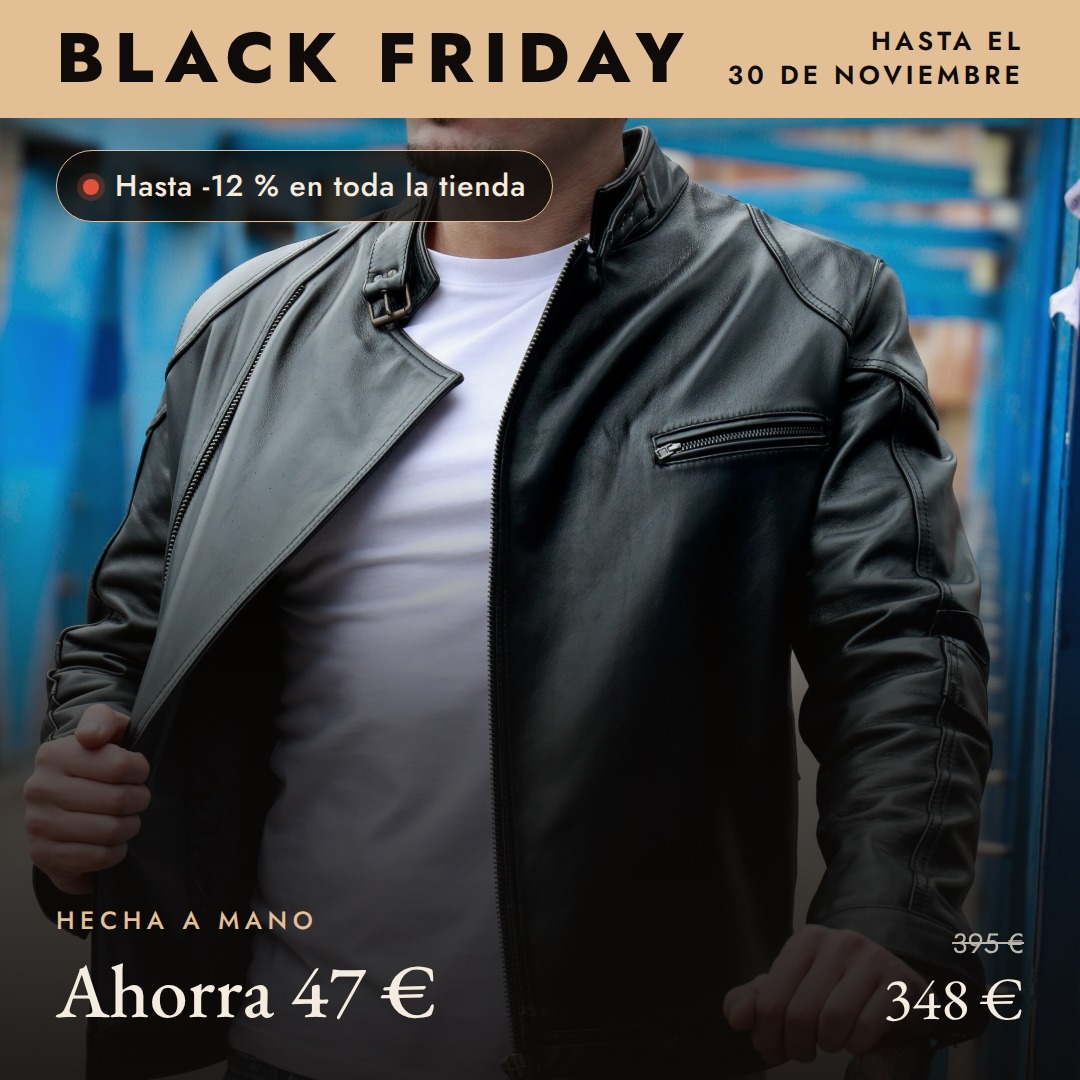 BLACK FRIDAY
HASTA EL
30 DE NOVIEMBRE
Hasta -12 % en toda la tienda
HECHA A MANO
Ahorra 47 €
395 €
348 €